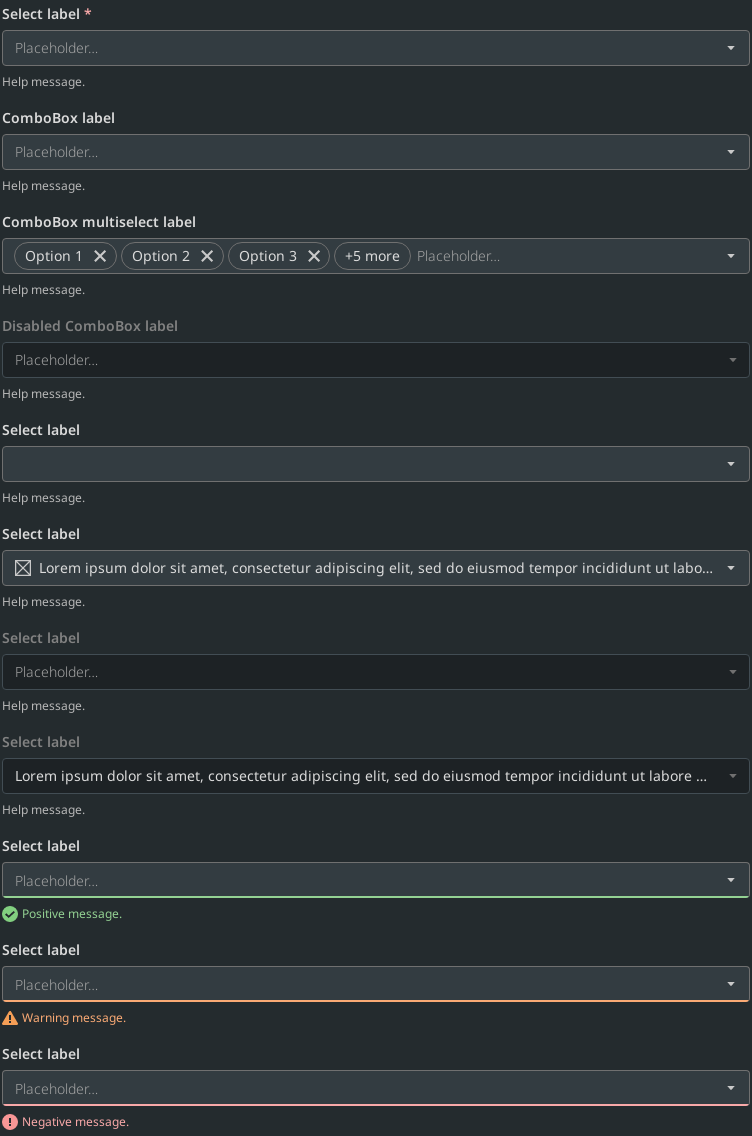 Select label *
Placeholder...
Help message.
ComboBox label
Placeholder...
Help message.
ComboBox multiselect label
Option 1 Option 2 Option 3 +5 more Placeholder...
Help message.
Disabled ComboBox label
Placeholder...
Help message.
Select label
Help message.
Select label
Lorem ipsum dolor sit amet, consectetur adipiscing elit, sed do eiusmod tempor incididunt ut labo...
Help message.
Select label
Placeholder...
Help message.
Select label
Lorem ipsum dolor sit amet, consectetur adipiscing elit, sed do eiusmod tempor incididunt ut labore ...
Help message.
Select label
Placeholder...
Positive message.
Select label
Placeholder...
Warning message.
Select label
Placeholder...
Negative message.